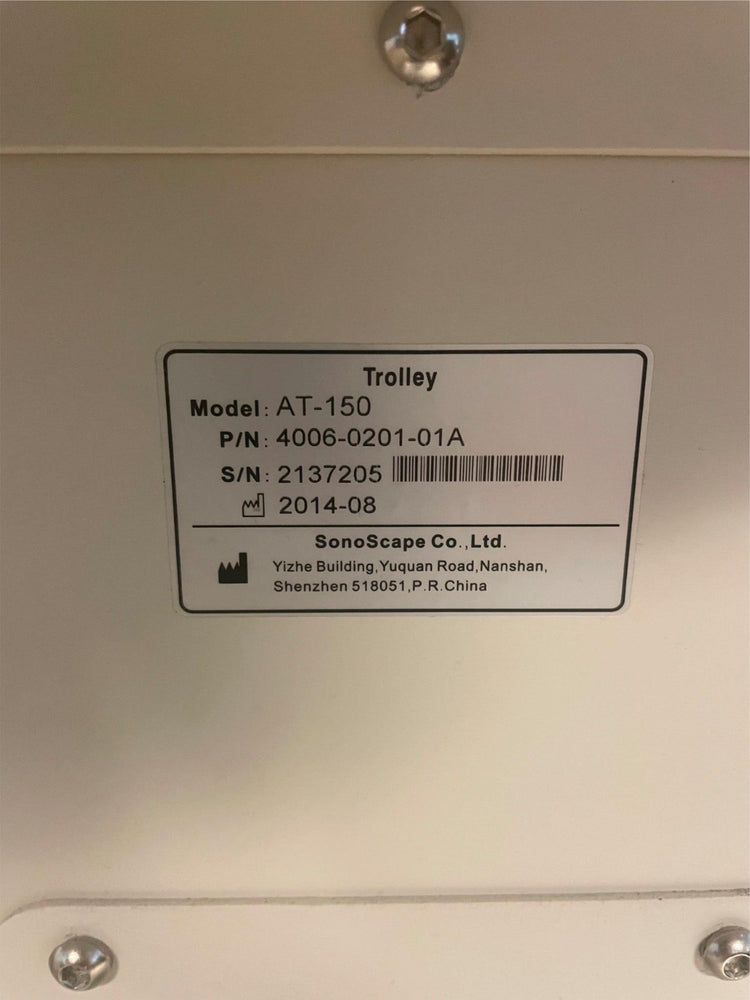 Trolley
Model: AT-150
P/N: 4006-0201-01A
S/N: 2137205
2014-08
SonoScape Co.,Ltd.
Yizhe Building,Yuquan Road,Nanshan,
Shenzhen 518051,P.R.China